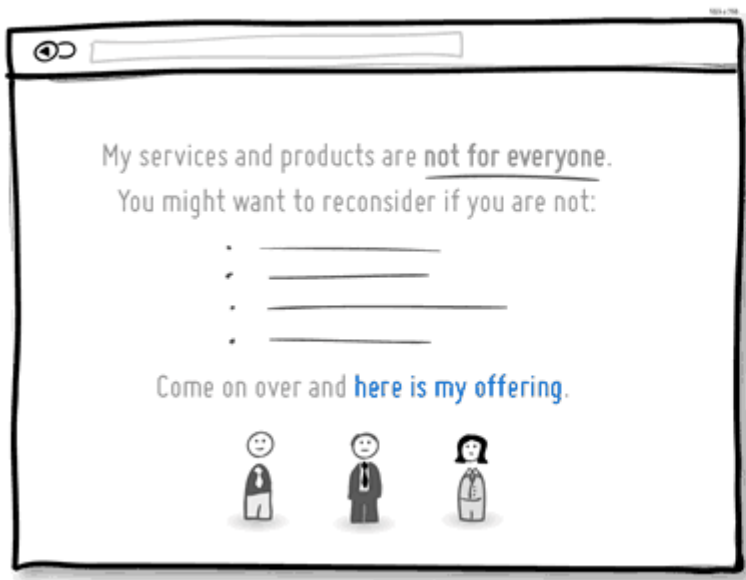 My services and products are not for everyone.
You might want to reconsider if you are not:
Come on over and here is my offering.